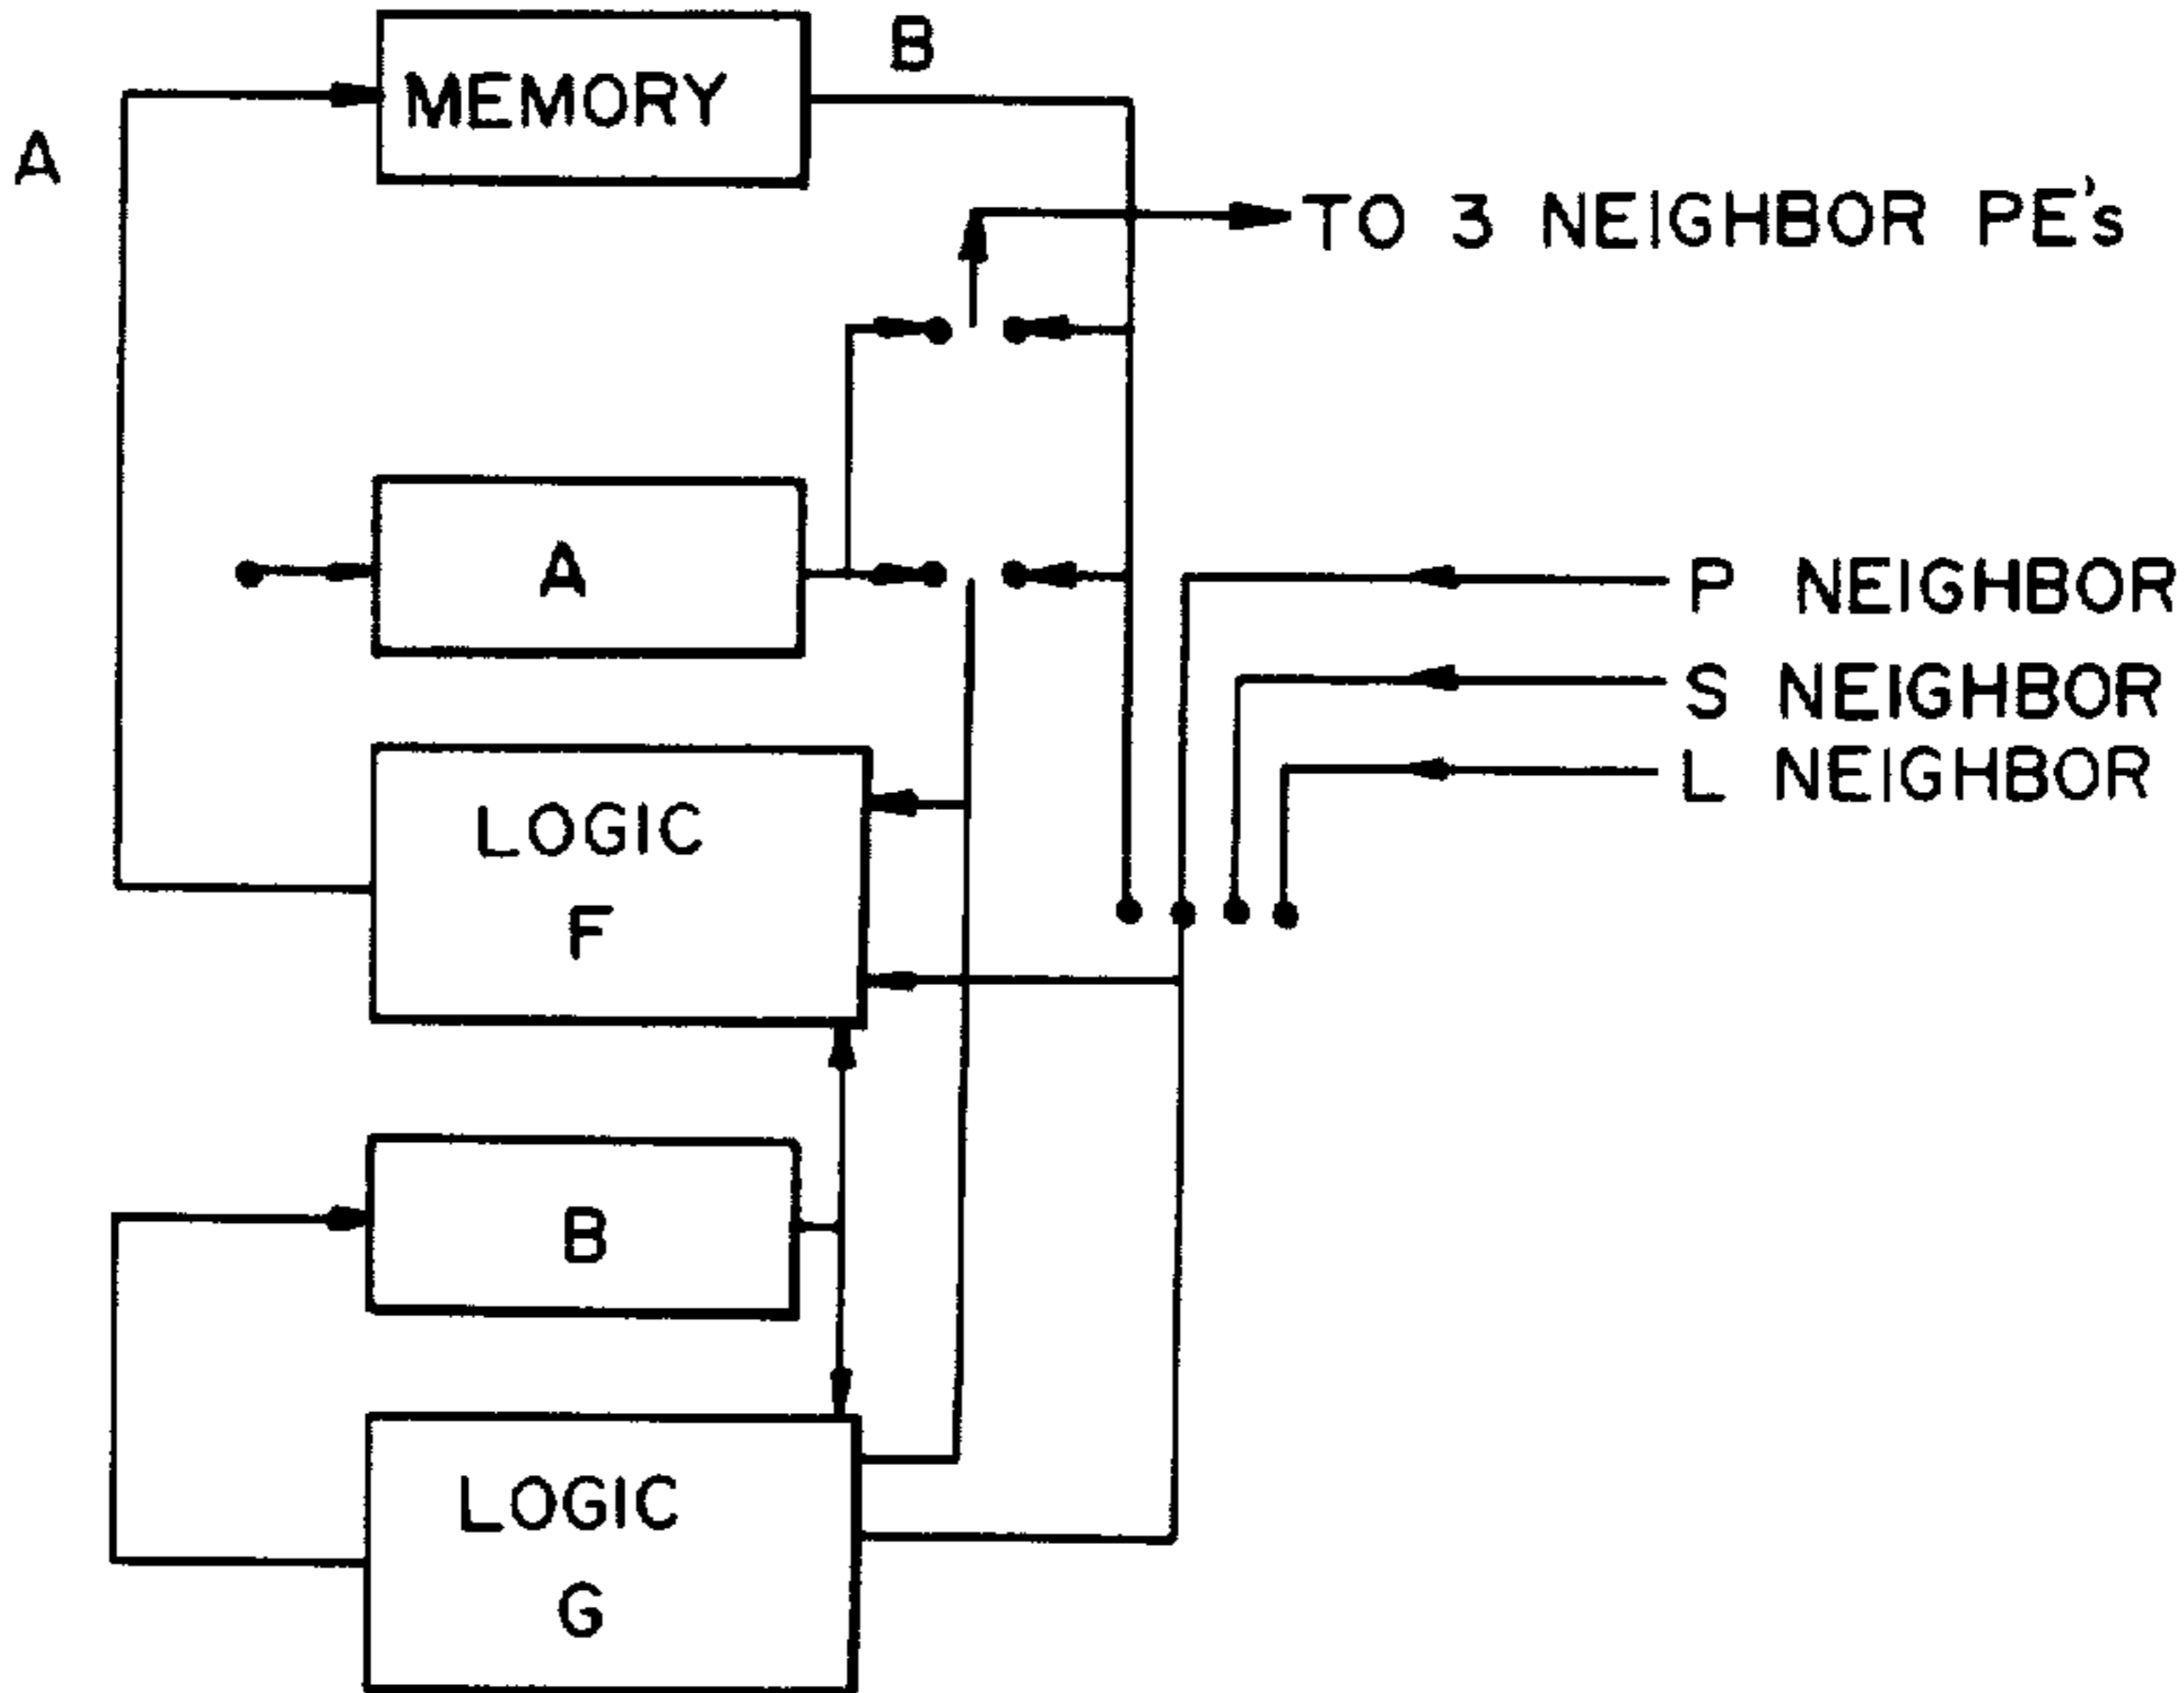 B
MEMORY
A
TO 3 NEIGHBOR PE's
A
P NEIGHBOR
S NEIGHBOR
L NEIGHBOR
LOGIC
F
B
LOGIC
G